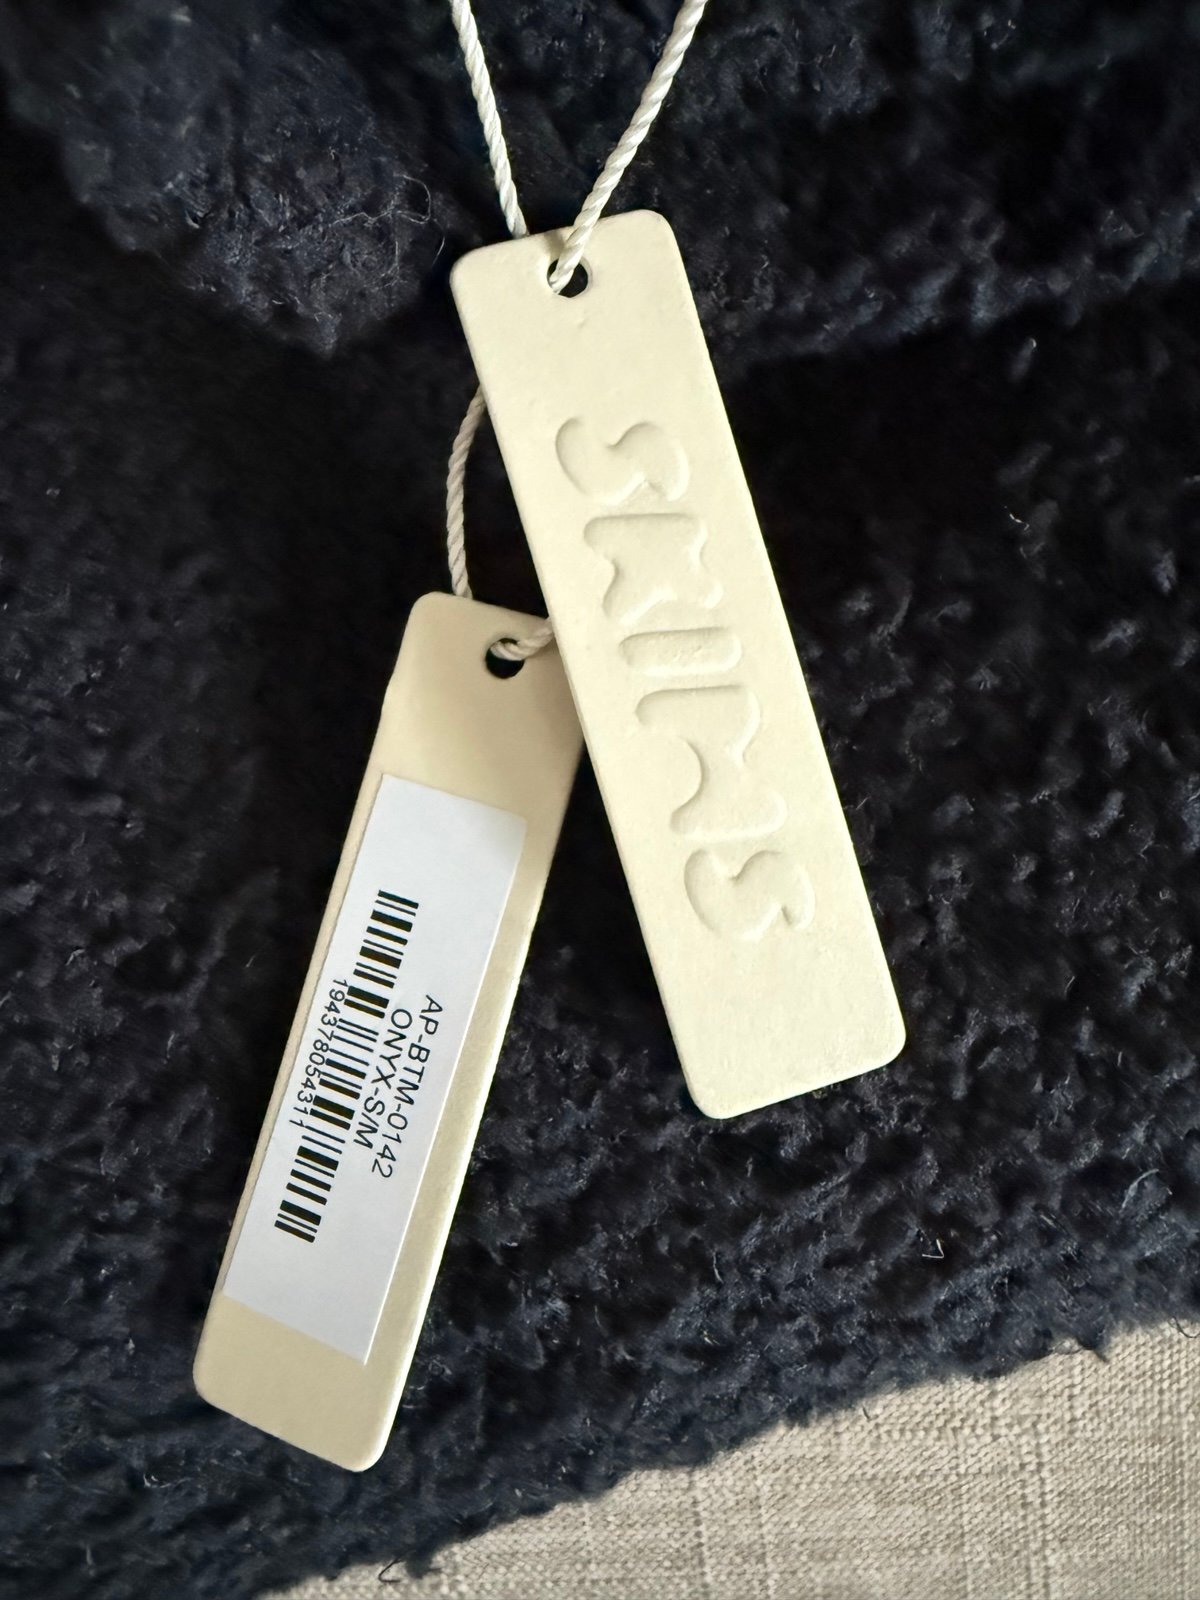 SKIMS
AP-BTM-0142
ONYX-S/M
194378054311